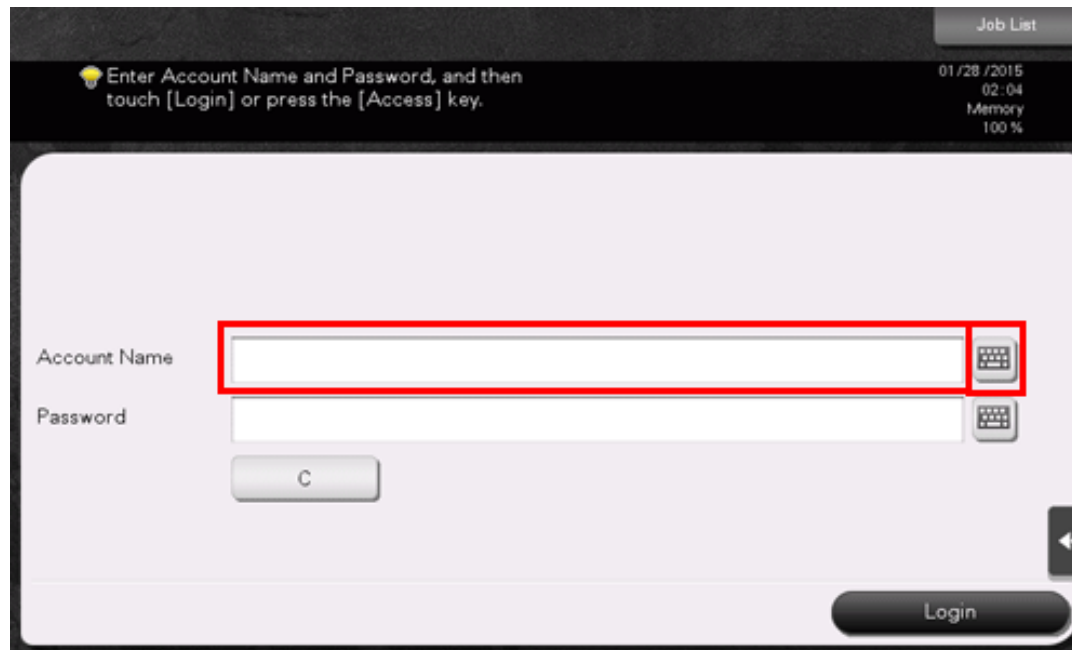 Job List
Enter Account Name and Password, and then
touch [Login] or press the [Access] key.
01/28/2015
02:04
Memory
100 %
Account Name
Password
C
Login